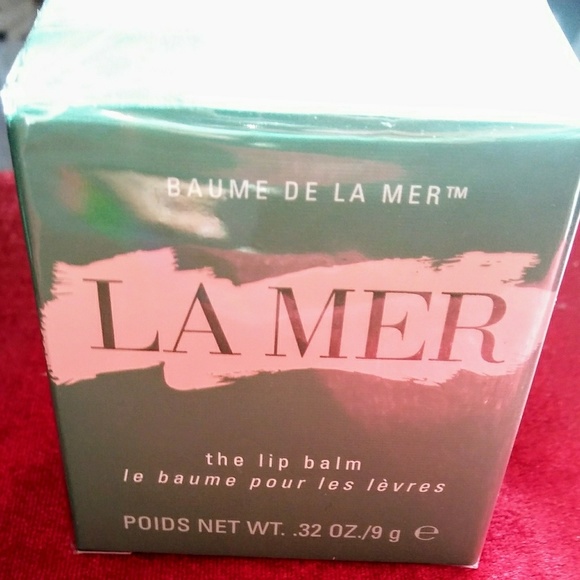 BAUME DE LA MER™
LA MER
the lip balm
le baume pour les lèvres
POIDS NET WT. .32 OZ./9 g ℮